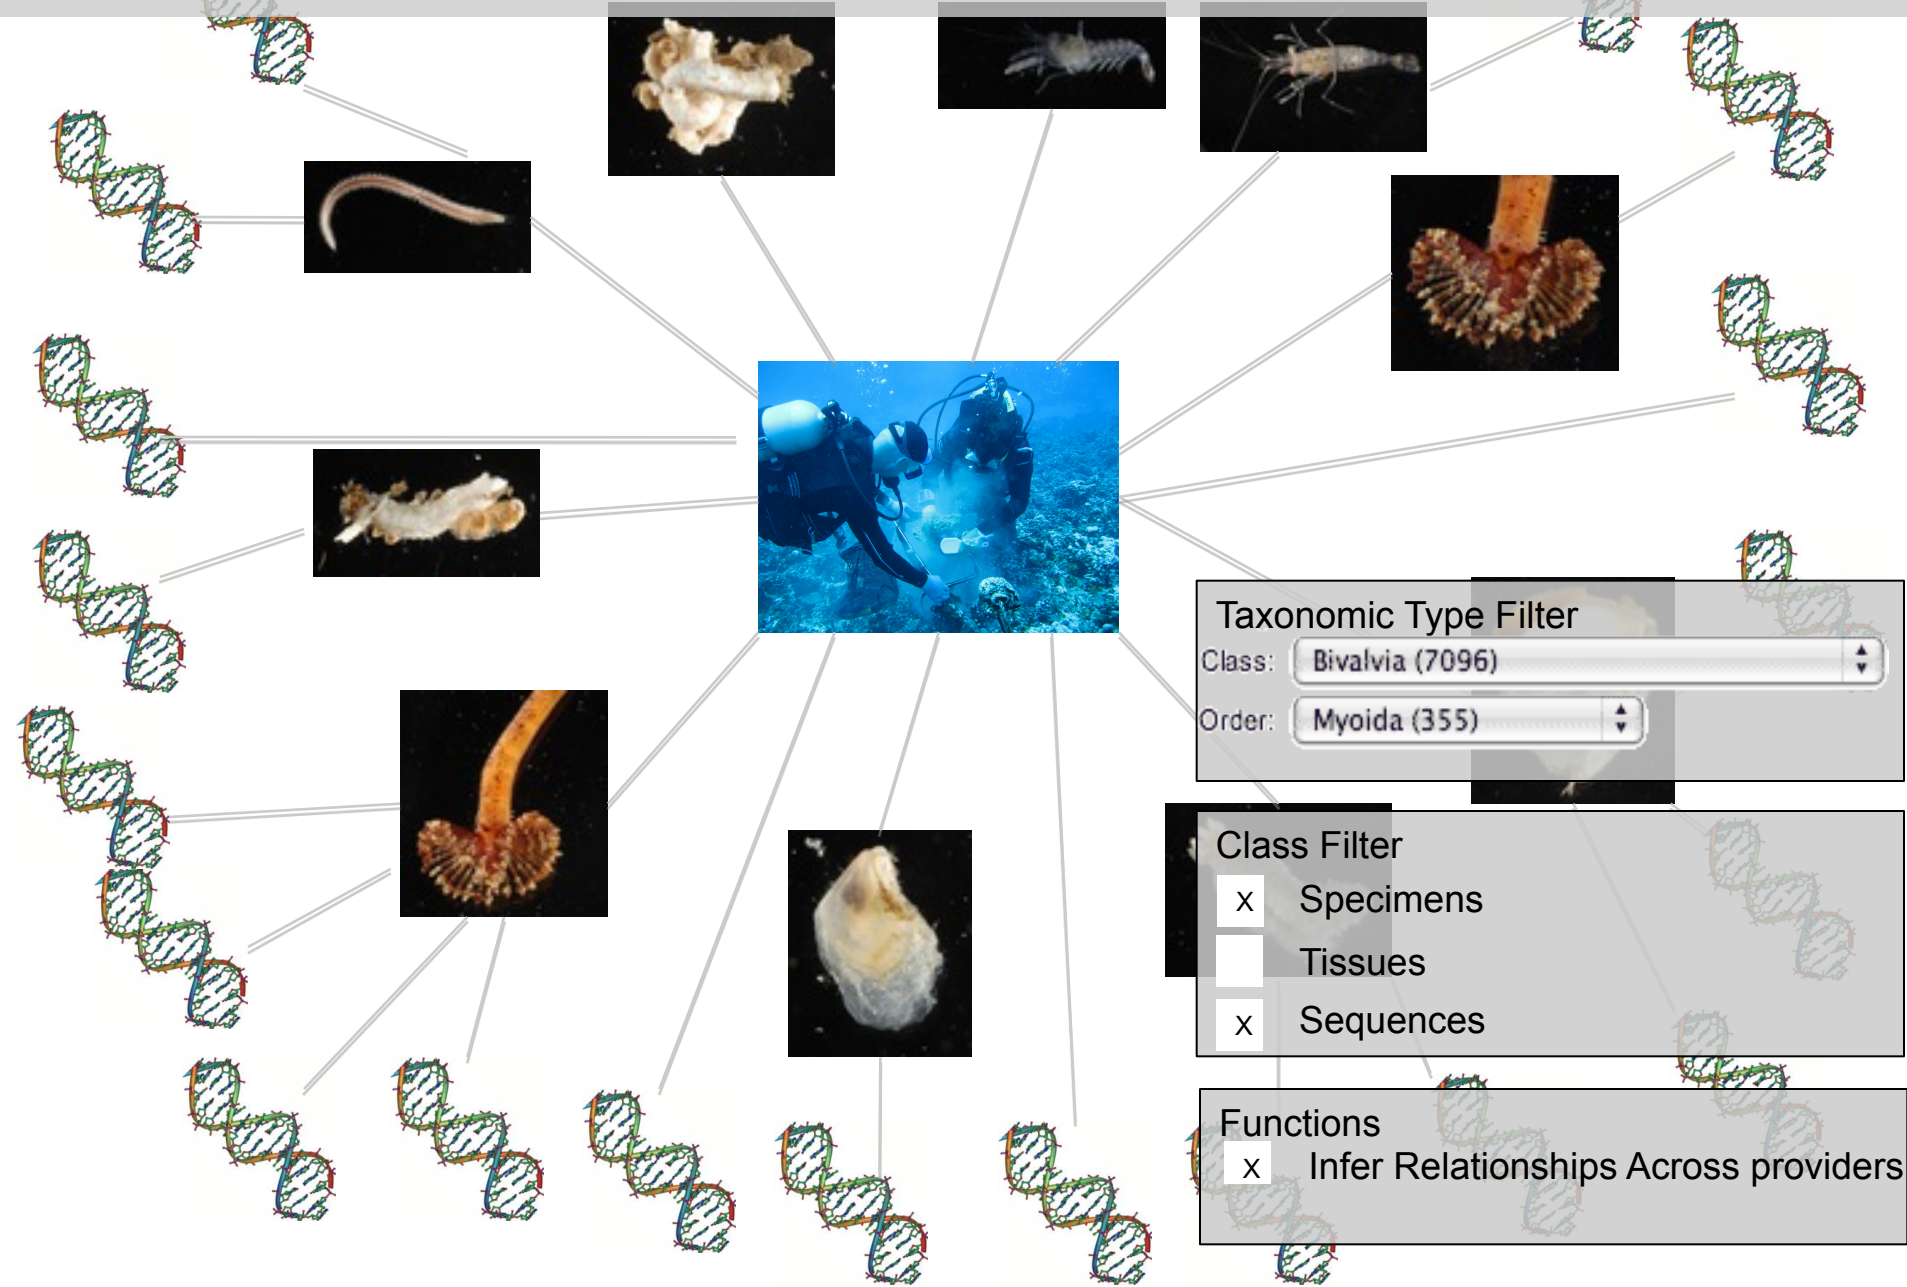 Taxonomic Type Filter
Class: Bivalvia (7096)
Order: Myoida (355)
Class Filter
x Specimens
Tissues
x Sequences
Functions
x Infer Relationships Across providers